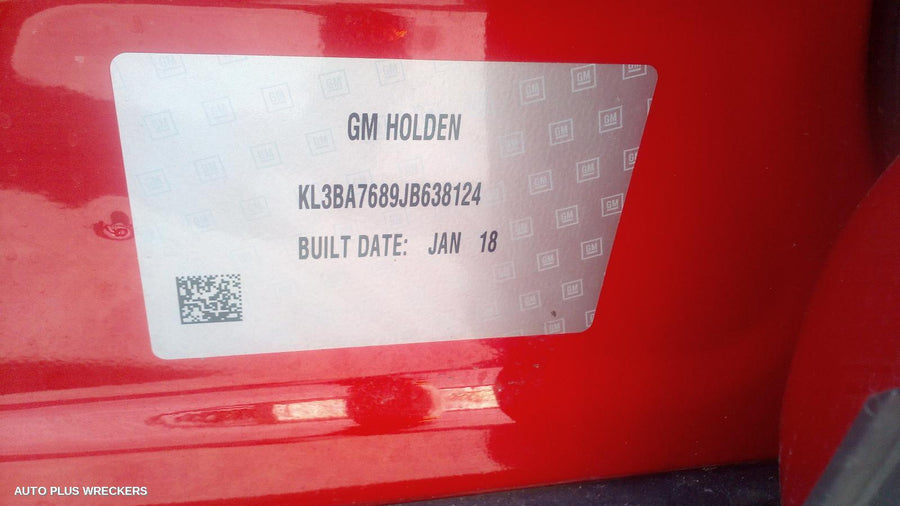 GM HOLDEN
KL3BA7689JB638124
BUILT DATE: JAN 18
AUTO PLUS WRECKERS